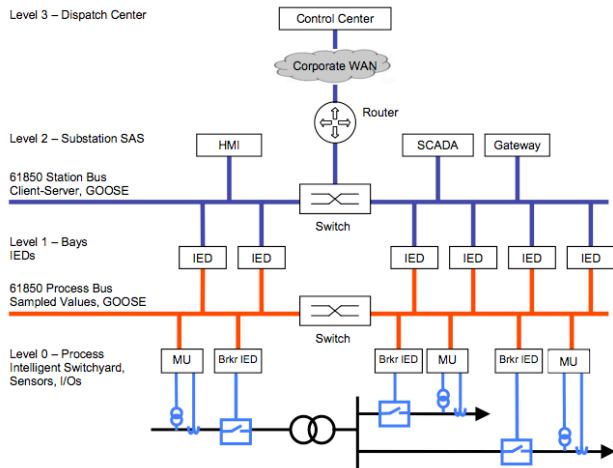 Level 3 – Dispatch Center
Control Center
Corporate WAN
Router
Level 2 – Substation SAS
HMI
SCADA
Gateway
61850 Station Bus
Client-Server, GOOSE
Switch
Level 1 – Bays
IEDs
IED
IED
IED
IED
IED
IED
61850 Process Bus
Sampled Values, GOOSE
Switch
Level 0 – Process
Intelligent Switchyard,
Sensors, I/Os
MU
Brkr IED
Brkr IED
MU
Brkr IED
MU